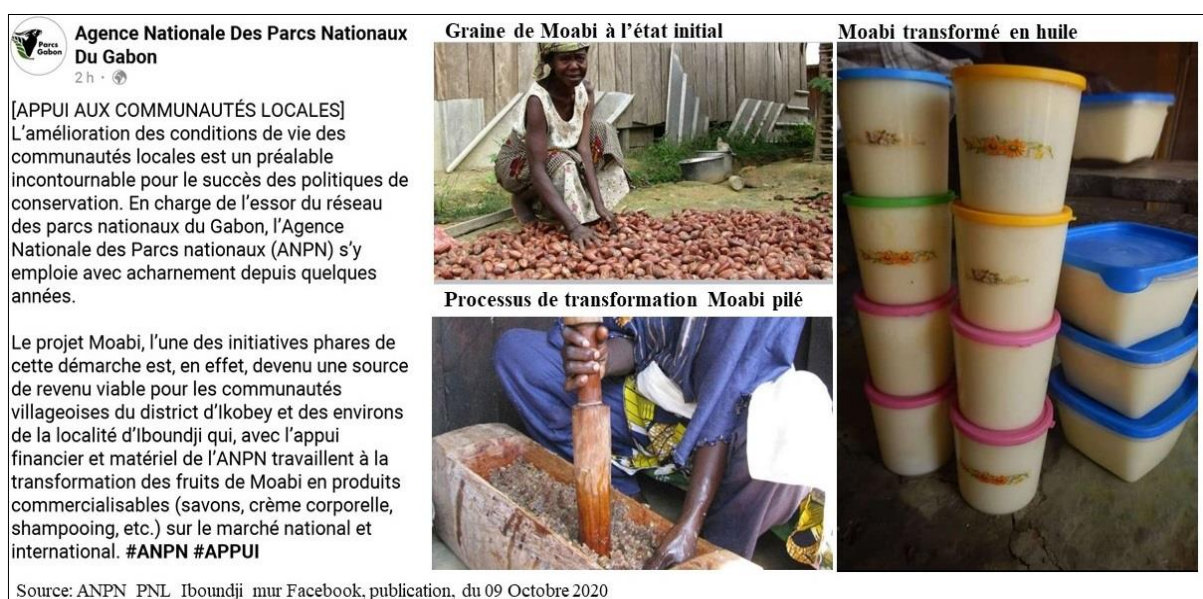 Parcs
Gabon
Agence Nationale Des Parcs Nationaux
Du Gabon
2 h ·
[APPUI AUX COMMUNAUTÉS LOCALES]
L’amélioration des conditions de vie des
communautés locales est un préalable
incontournable pour le succès des politiques de
conservation. En charge de l’essor du réseau
des parcs nationaux du Gabon, l’Agence
Nationale des Parcs nationaux (ANPN) s’y
emploie avec acharnement depuis quelques
années.
Le projet Moabi, l’une des initiatives phares de
cette démarche est, en effet, devenu une source
de revenu viable pour les communautés
villageoises du district d’Ikobey et des environs
de la localité d’Iboundji qui, avec l’appui
financier et matériel de l’ANPN travaillent à la
transformation des fruits de Moabi en produits
commercialisables (savons, crème corporelle,
shampooing, etc.) sur le marché national et
international. #ANPN #APPUI
Graine de Moabi à l’état initial
Processus de transformation Moabi pilé
Moabi transformé en huile
Source: ANPN_PNL_Iboundji_mur Facebook, publication, du 09 Octobre 2020